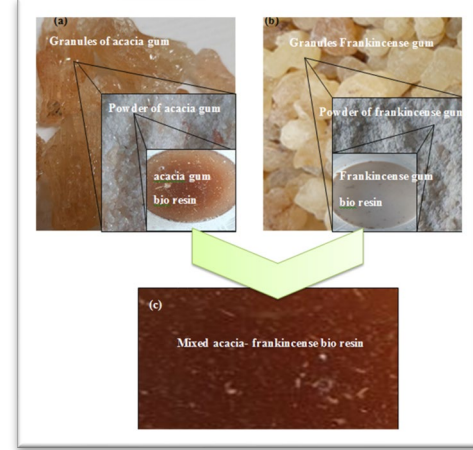 (a)
Granules of acacia gum
Powder of acacia gum
acacia gum
bio resin
(b)
Granules Frankincense gum
Powder of frankincense gum
Frankincense gum
bio resin
(c)
Mixed acacia- frankincense bio resin